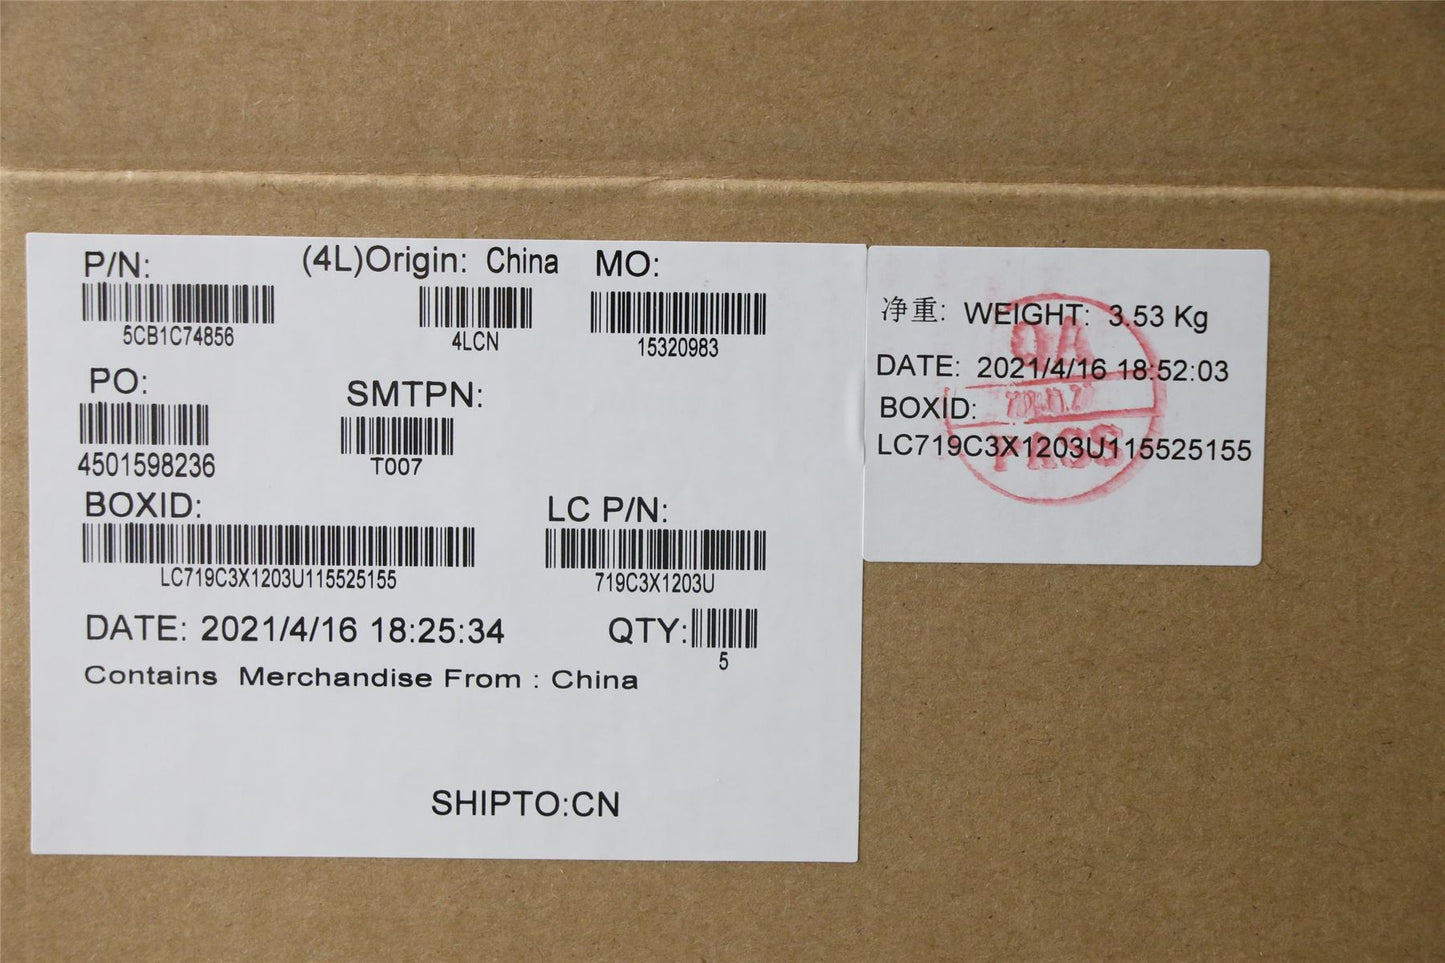 P/N:
5CB1C74856
(4L)Origin: China
4LCN
MO:
15320983
PO:
4501598236
SMTPN:
T007
BOXID:
LC719C3X1203U115525155
LC P/N:
719C3X1203U
DATE: 2021/4/16 18:25:34
QTY:
5
Contains Merchandise From : China
SHIPTO:CN
净重: WEIGHT: 3.53 Kg
DATE: 2021/4/16 18:52:03
BOXID:
LC719C3X1203U115525155
QA
PASS